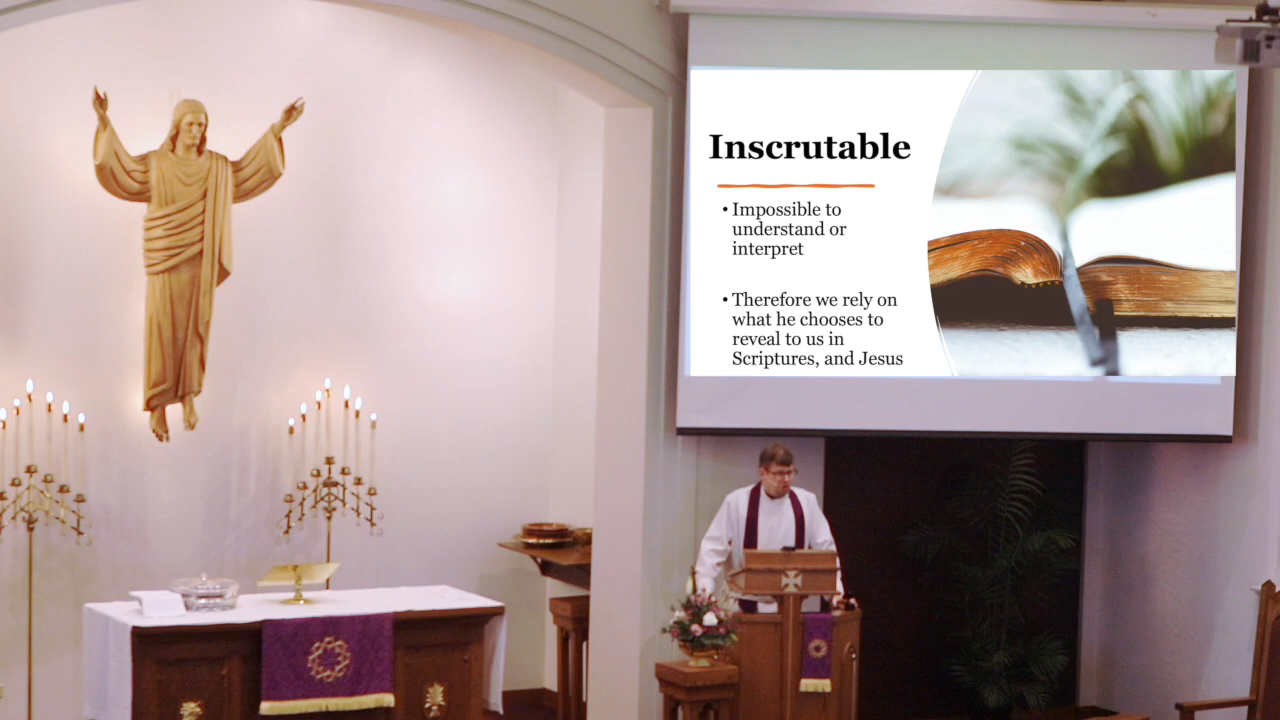 Inscrutable
• Impossible to
understand or
interpret
• Therefore we rely on
what he chooses to
reveal to us in
Scriptures, and Jesus